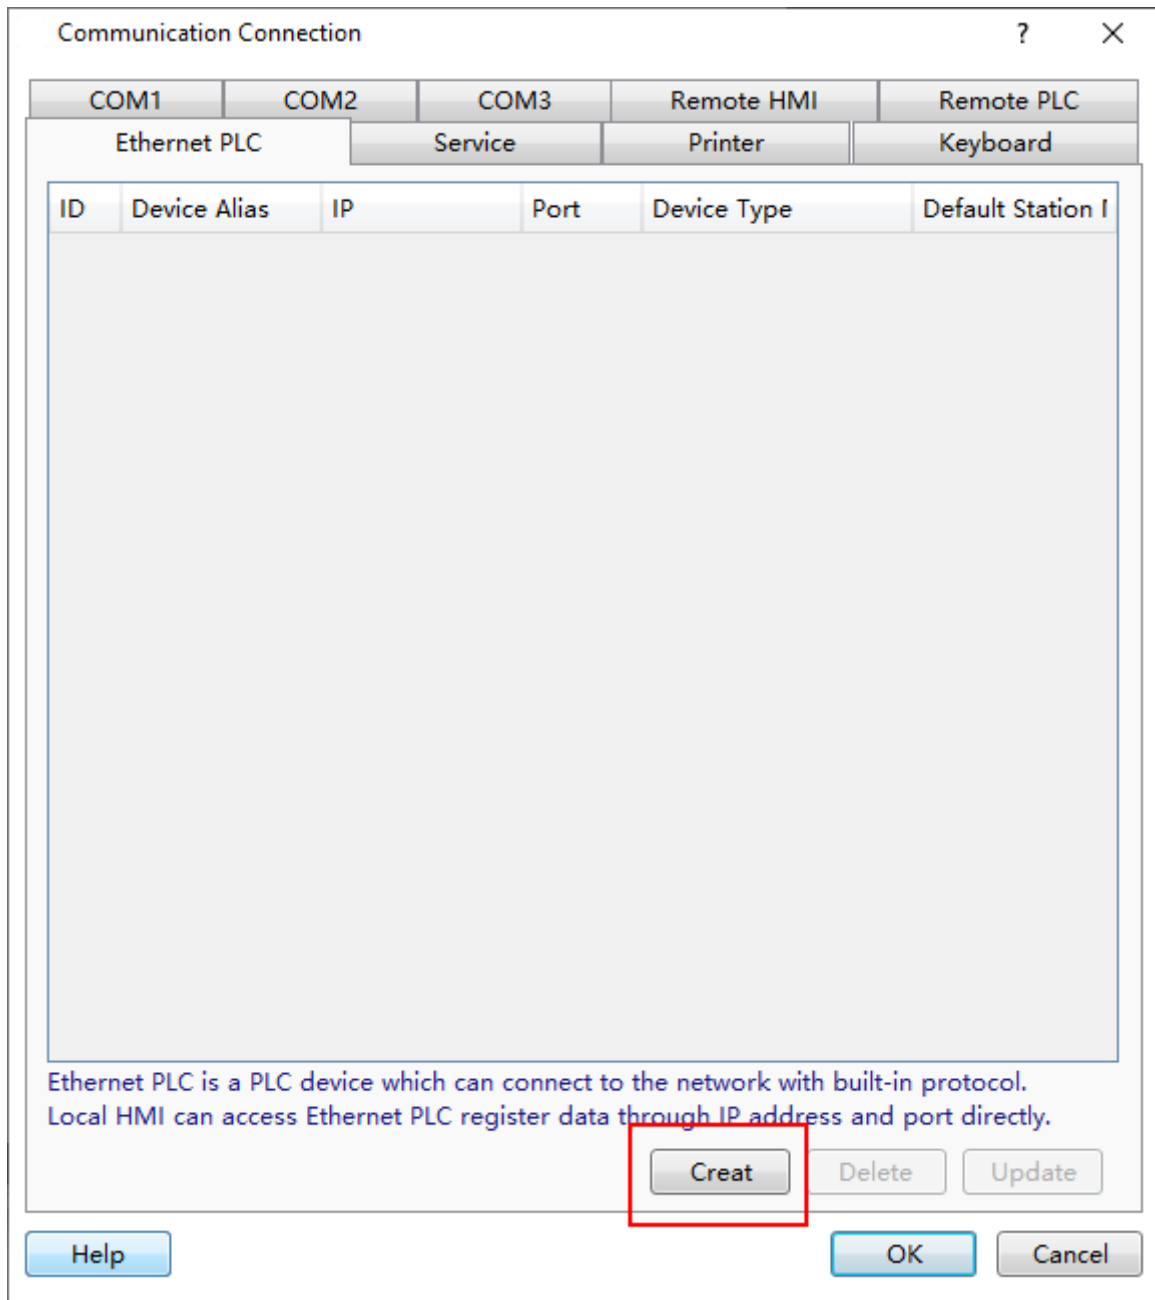 Communication Connection ?
COM1 COM2 COM3 Remote HMI Remote PLC
Ethernet PLC Service Printer Keyboard
ID Device Alias IP Port Device Type Default Station
Ethernet PLC is a PLC device which can connect to the network with built-in protocol.
Local HMI can access Ethernet PLC register data through IP address and port directly.
Creat Delete Update
Help OK Cancel